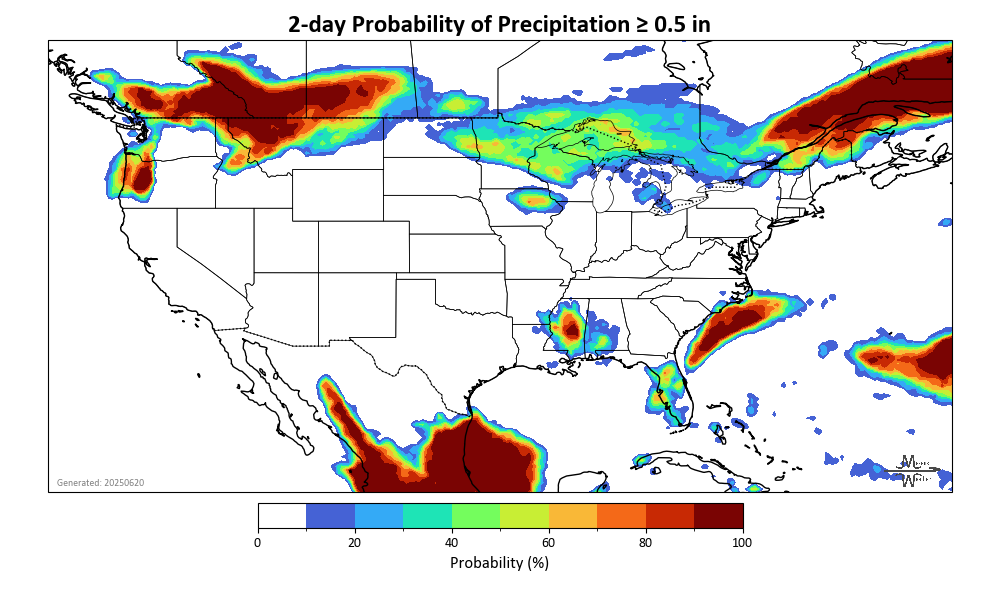 2-day Probability of Precipitation ≥ 0.5 in
Generated: 20250620
0 20 40 60 80 100
Probability (%)